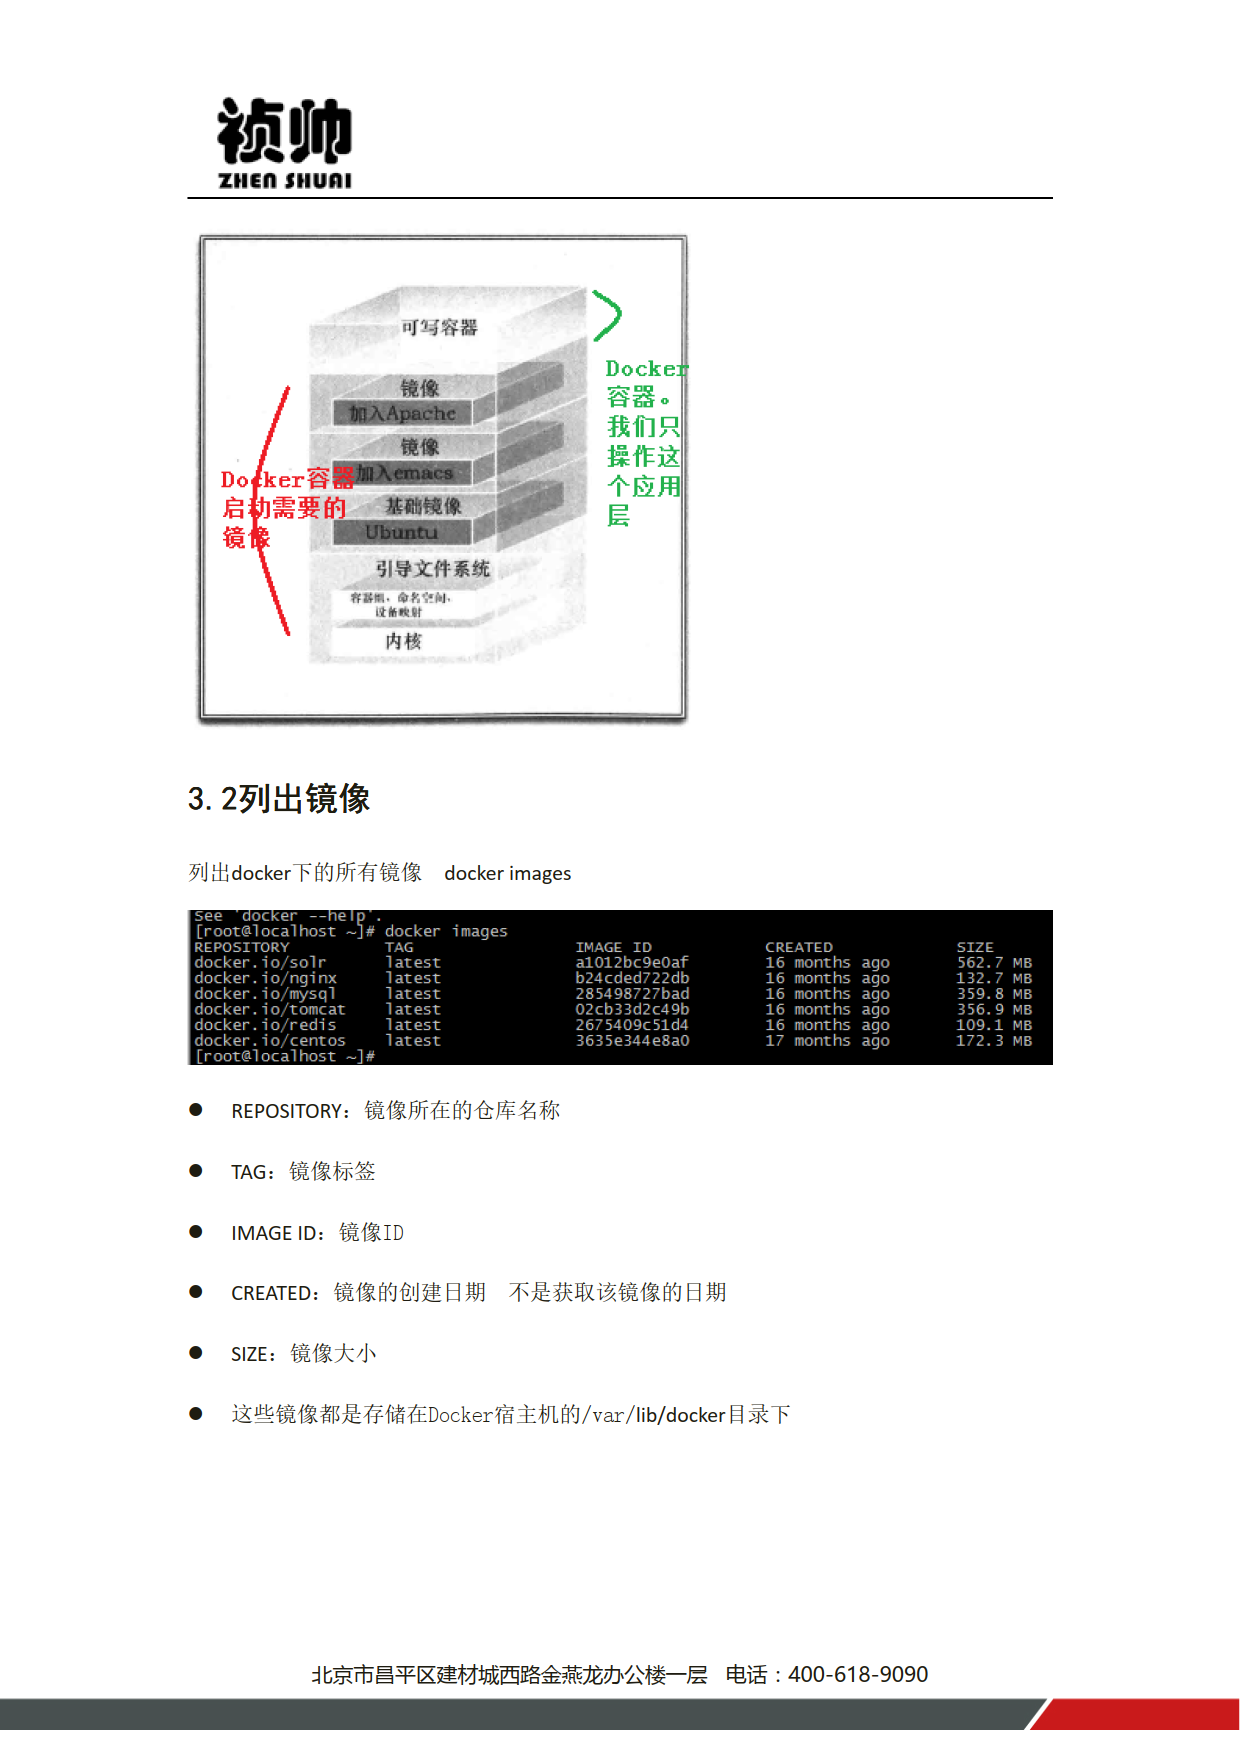 祯帅
ZHEN SHUAI
可写容器
镜像
加入Apache
镜像
加入emacs
基础镜像
Ubuntu
引导文件系统
容器组、命名空间、
设备映射
内核
Docker容器
启动需要的
镜像
Docker
容器。
我们只
操作这
个应用
层
3.2列出镜像
列出docker下的所有镜像 docker images
See 'docker --help'.
[root@localhost ~]# docker images
REPOSITORY TAG IMAGE ID CREATED SIZE
docker.io/solr latest a1012bc9e0af 16 months ago 562.7 MB
docker.io/nginx latest b24cded722db 16 months ago 132.7 MB
docker.io/mysql latest 285498727bad 16 months ago 359.8 MB
docker.io/tomcat latest 02cb33d2c49b 16 months ago 356.9 MB
docker.io/redis latest 2675409c51d4 16 months ago 109.1 MB
docker.io/centos latest 3635e344e8a0 17 months ago 172.3 MB
[root@localhost ~]#
● REPOSITORY：镜像所在的仓库名称
● TAG：镜像标签
● IMAGE ID：镜像ID
● CREATED：镜像的创建日期 不是获取该镜像的日期
● SIZE：镜像大小
● 这些镜像都是存储在Docker宿主机的/var/lib/docker目录下
北京市昌平区建材城西路金燕龙办公楼一层 电话：400-618-9090